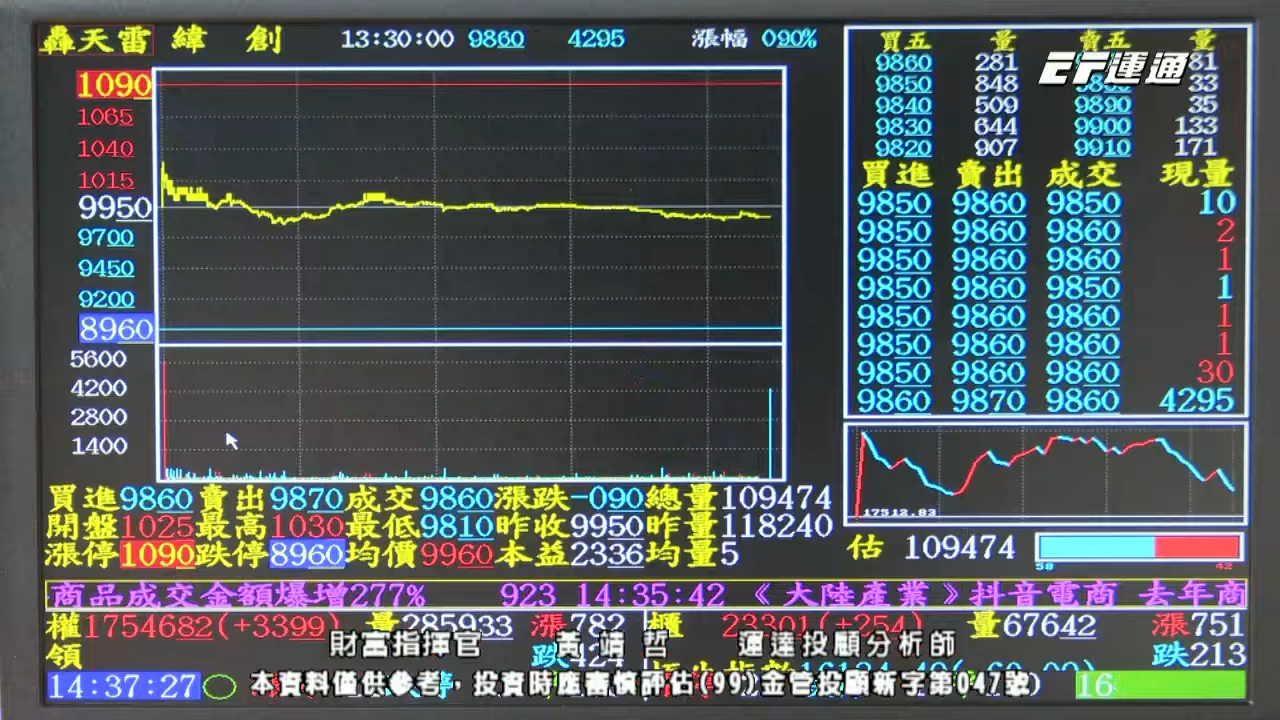 轟天雷 緯 創 13:30:00 9860 4295 漲幅 090%
買五 量 賣五 量
9860 281 81
9850 848 33
9840 509 9890 35
9830 644 9900 133
9820 907 9910 171
EF運通
買進 賣出 成交 現量
9850 9860 9850 10
9850 9860 9860 2
9850 9860 9860 1
9850 9860 9850 1
9850 9860 9860 1
9850 9860 9860 1
9850 9860 9860 30
9860 9870 9860 4295
1090
1065
1040
1015
9950
9700
9450
9200
8960
5600
4200
2800
1400
17512.83
買進9860賣出9870成交9860漲跌-090總量109474
開盤1025最高1030最低9810昨收9950昨量118240
漲停1090跌停8960均價9960本益2336均量5
估 109474
58 42
商品成交金額爆增277% 923 14:35:42 《大陸產業》抖音電商 去年商
權1754682(+3399) 量285933 漲782 櫃 23301(+254) 量67642 漲751
領 跌424 跌213
財富指揮官 黃靖哲 運達投顧分析師
14:37:27 本資料僅供參考，投資時應審慎評估(99)金管投顧新字第047號 16